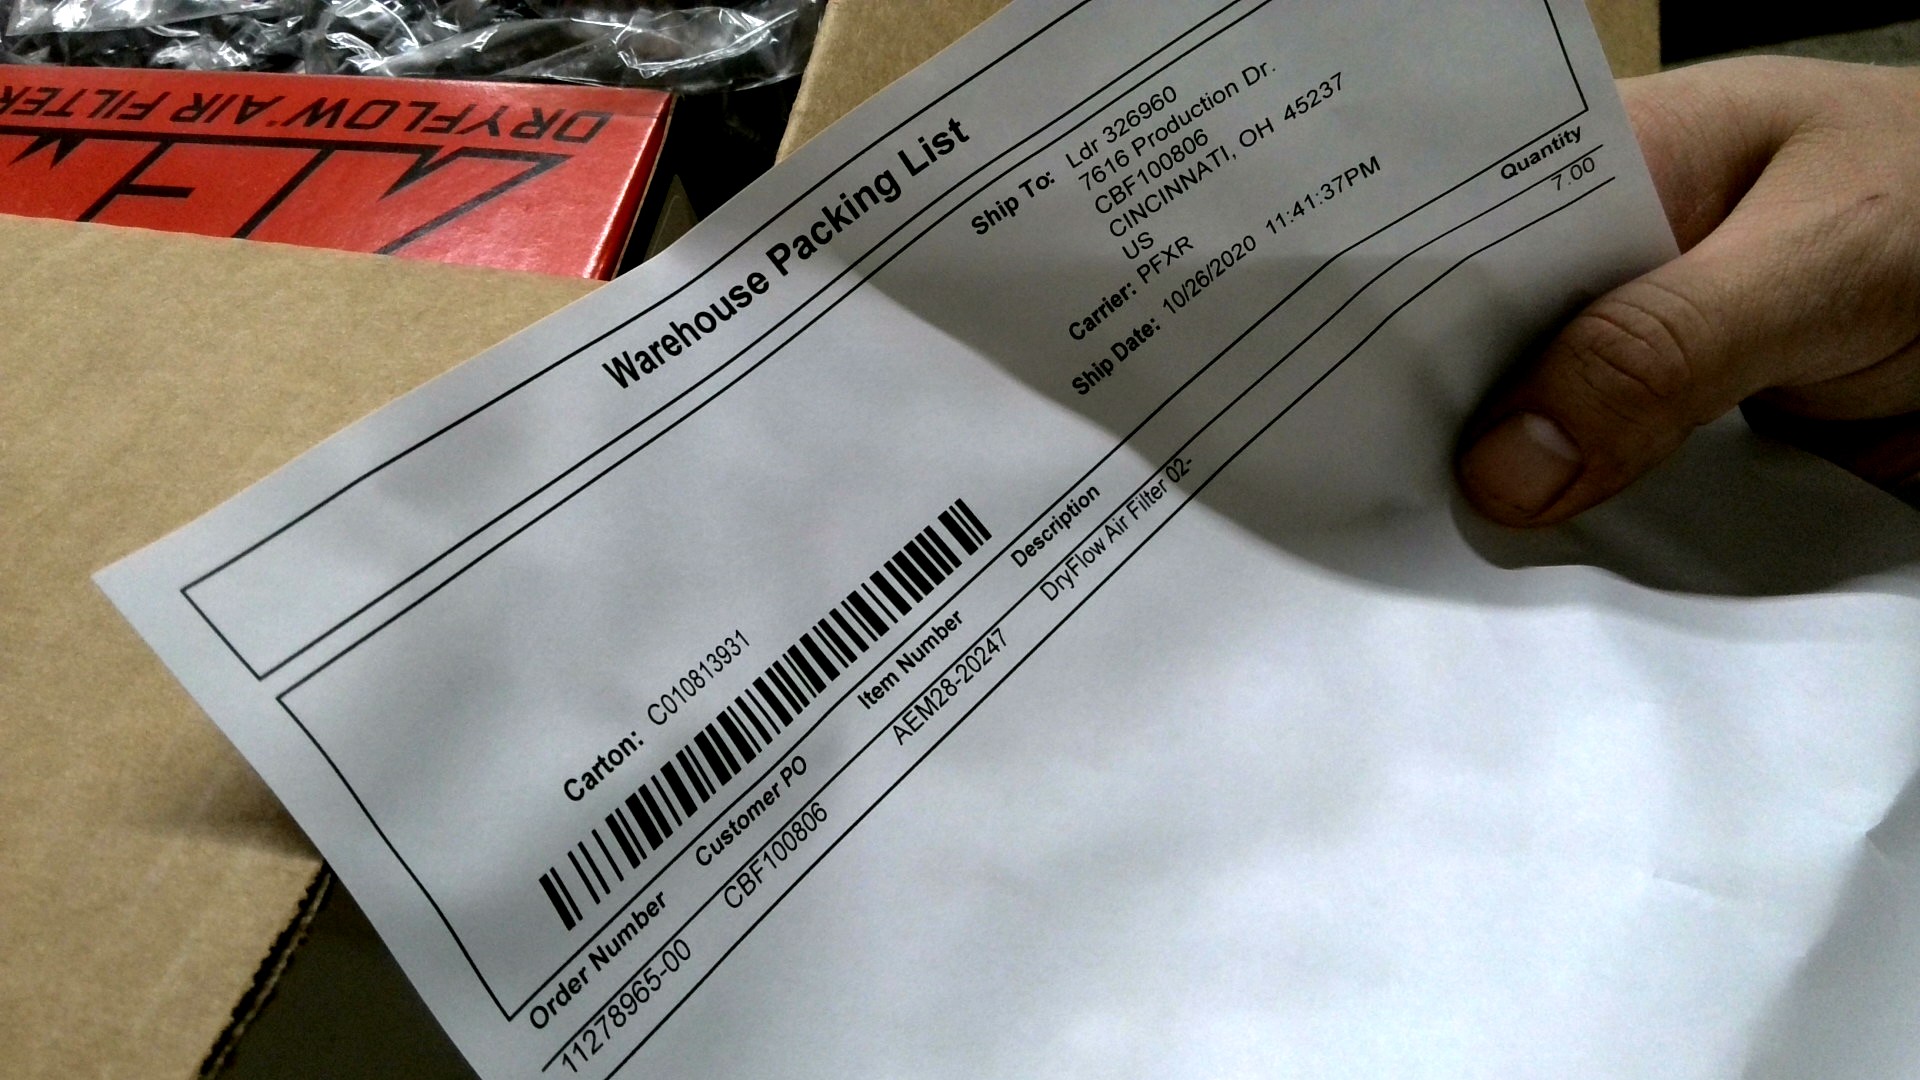 DRYFLOW AIR FILTER
Warehouse Packing List
Ship To: Ldr 326960
7616 Production Dr.
CBF100806
CINCINNATI, OH 45237
US
Carrier: PFXR
Ship Date: 10/26/2020 11:41:37PM
Carton: C010813931
Order Number Customer PO Item Number Description Quantity
11278965-00 CBF100806 AEM28-20247 DryFlow Air Filter 02- 7.00